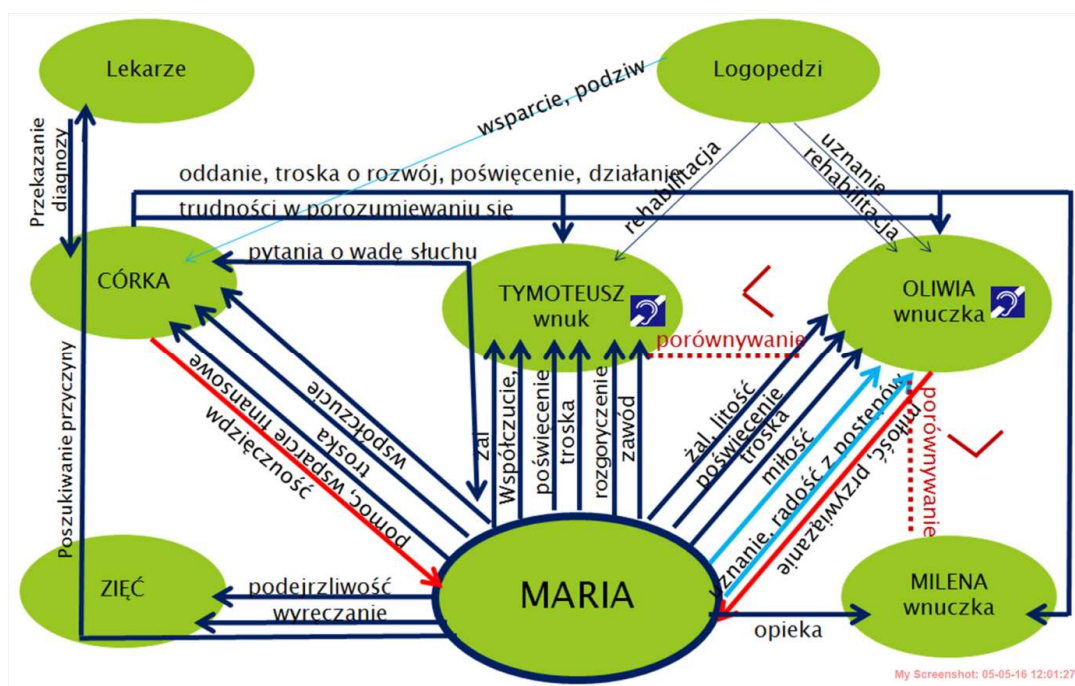 Lekarze
Logopedzi
wsparcie, podziw
Przekazanie
diagnozy
uznanie
rehabilitacja
rehabilitacja
oddanie, troska o rozwój, poświęcenie, działanie
trudności w porozumiewaniu się
pytania o wadę słuchu
CÓRKA
TYMOTEUSZ
wnuk
OLIWIA
wnuczka
porównywanie
Poszukiwanie przyczyny
współczucie
troska
pomoc, wsparcie finansowe
wdzięczność
żal
Współczucie,
poświęcenie
troska
rozgoryczenie
zawód
żal, litość
poświęcenie
troska
miłość
uznanie, radość z postępów
miłość, przywiązanie
porównywanie
ZIĘĆ
podejrzliwość
wyręczanie
MARIA
opieka
MILENA
wnuczka
My Screenshot: 05-05-16 12:01:27